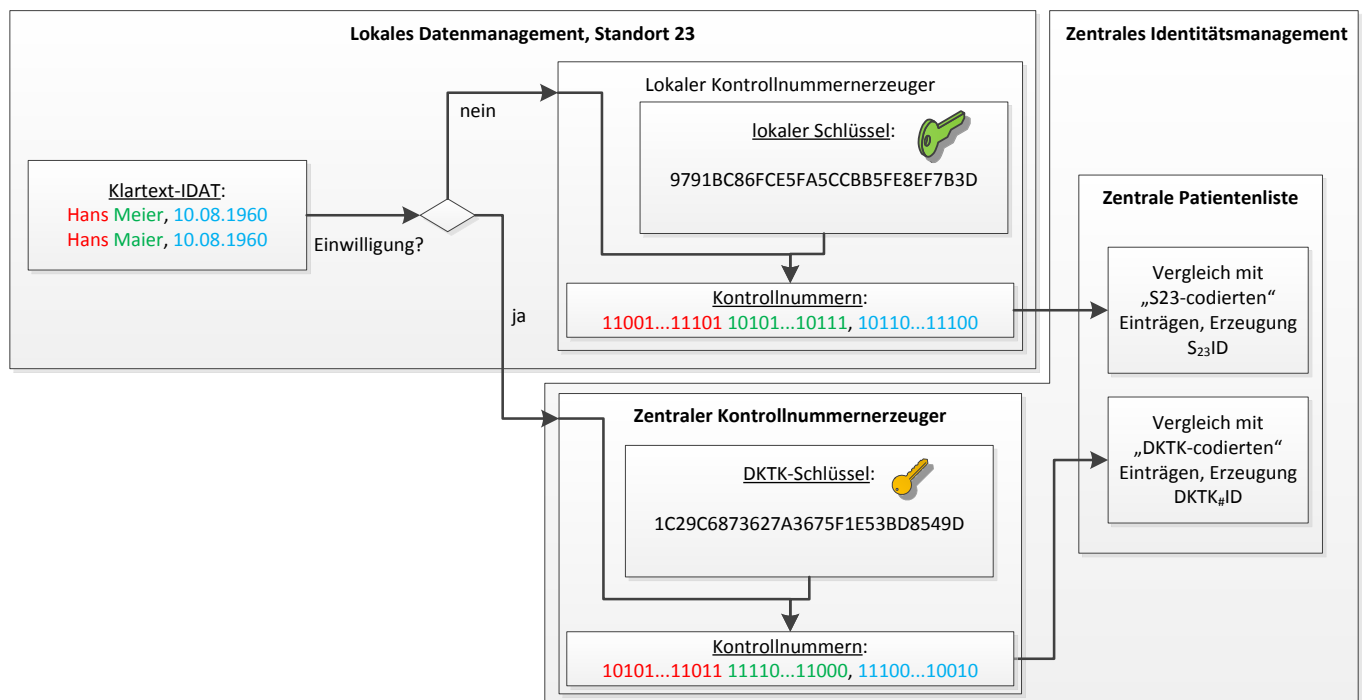 Lokales Datenmanagement, Standort 23
Zentrales Identitätsmanagement
Klartext-IDAT:
Hans Meier, 10.08.1960
Hans Maier, 10.08.1960
Einwilligung?
nein
ja
Lokaler Kontrollnummernerzeuger
lokaler Schlüssel:
9791BC86FCE5FA5CCBB5FE8EF7B3D
Kontrollnummern:
11001...11101 10101...10111, 10110...11100
Zentraler Kontrollnummernerzeuger
DKTK-Schlüssel:
1C29C6873627A3675F1E53BD8549D
Kontrollnummern:
10101...11011 11110...11000, 11100...10010
Zentrale Patientenliste
Vergleich mit
„S23-codierten“
Einträgen, Erzeugung
S₂₃ID
Vergleich mit
„DKTK-codierten“
Einträgen, Erzeugung
DKTK#ID